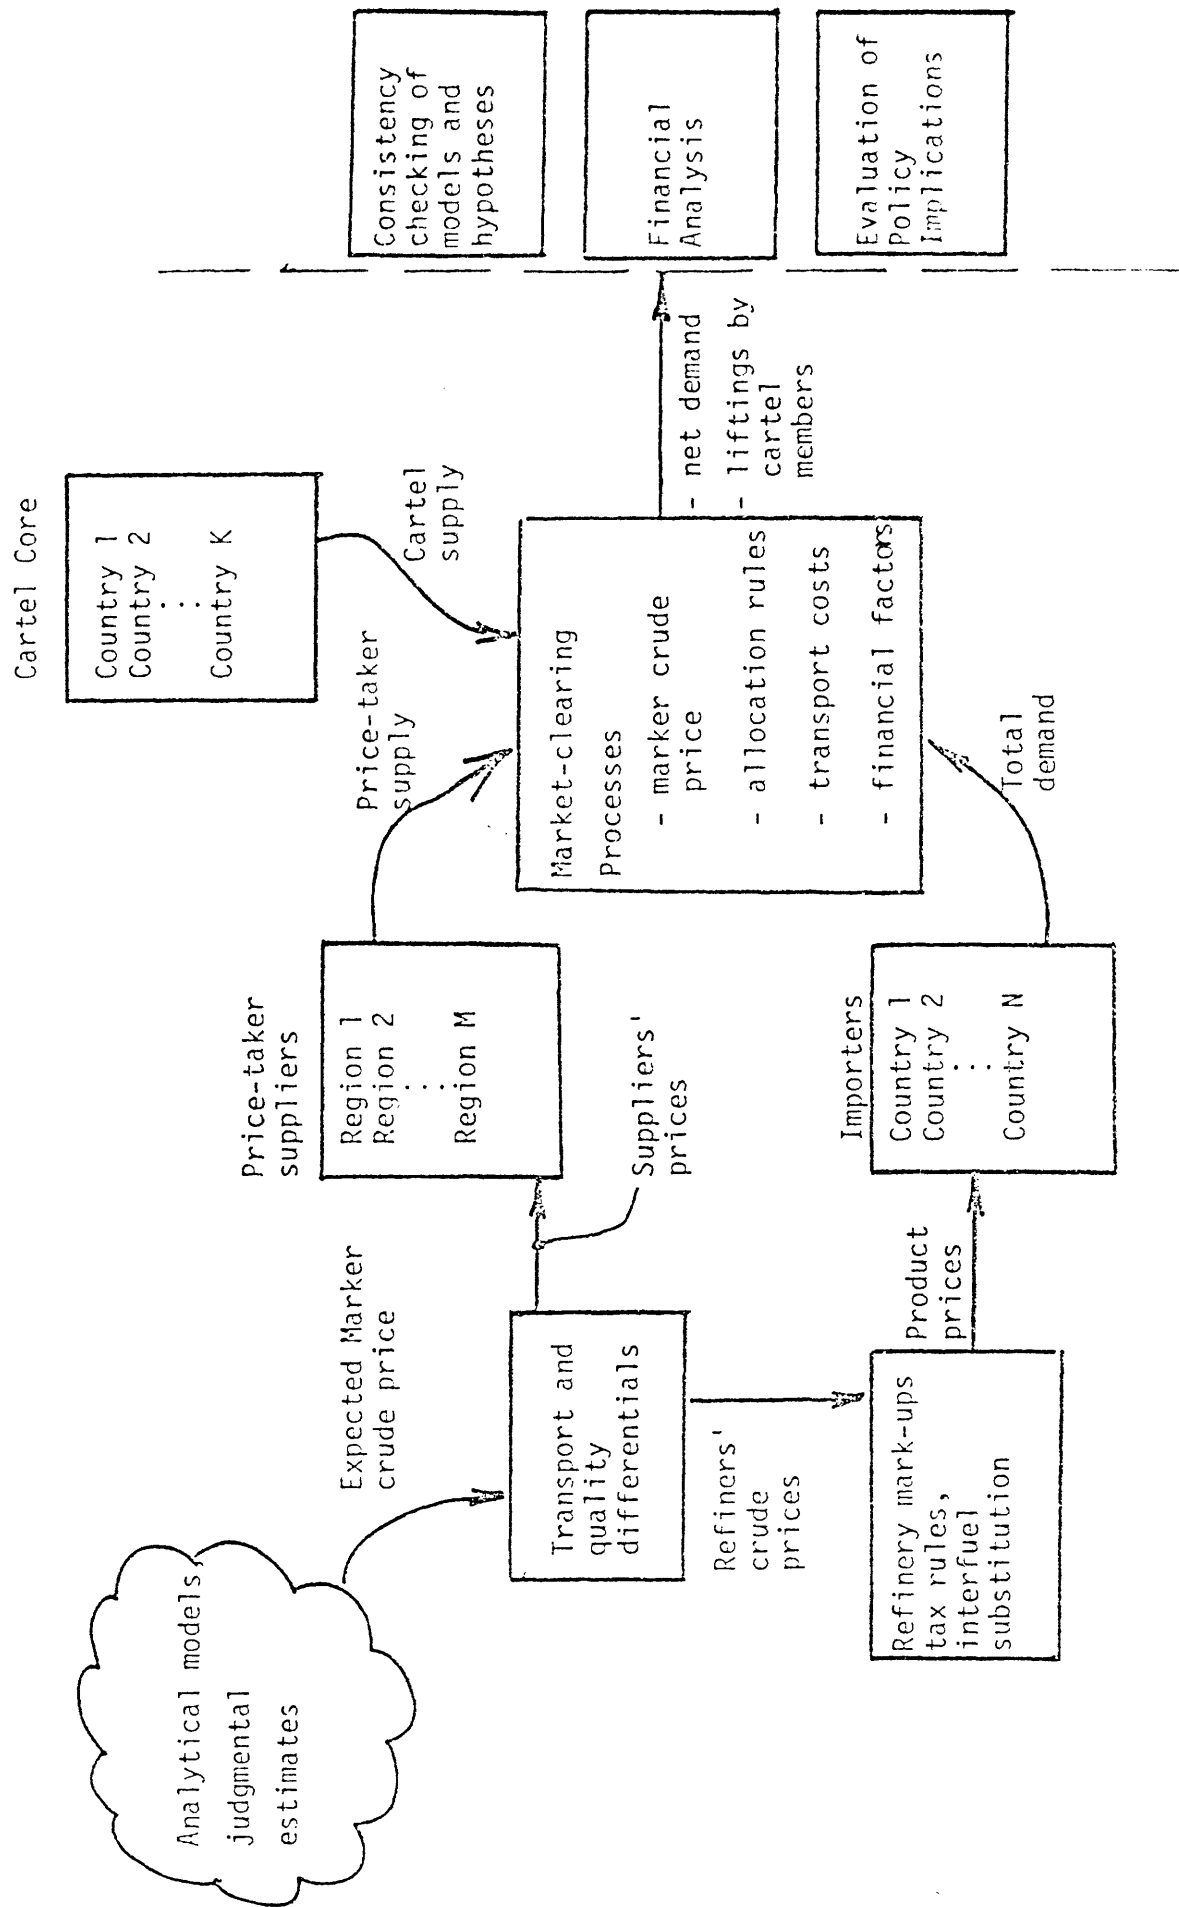 Analytical models,
judgmental
estimates
Expected Marker
crude price
Transport and
quality
differentials
Suppliers'
prices
Refiners'
crude
prices
Refinery mark-ups
tax rules,
interfuel
substitution
Product
prices
Price-taker
suppliers
Region 1
Region 2
:
Region M
Importers
Country 1
Country 2
:
Country N
Price-taker
supply
Total
demand
Cartel Core
Country 1
Country 2
:
Country K
Cartel
supply
Market-clearing
Processes
- marker crude
price
- allocation rules
- transport costs
- financial factors
- net demand
- liftings by
cartel
members
Consistency
checking of
models and
hypotheses
Financial
Analysis
Evaluation of
Policy
Implications